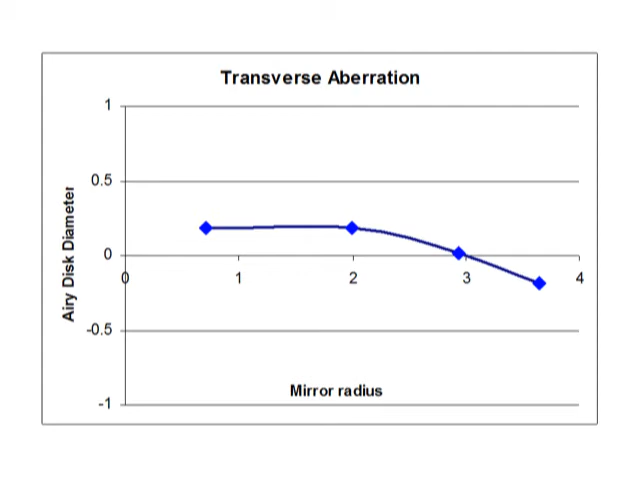 Transverse Aberration
1
0.5
0
-0.5
-1
0 1 2 3 4
Airy Disk Diameter
Mirror radius